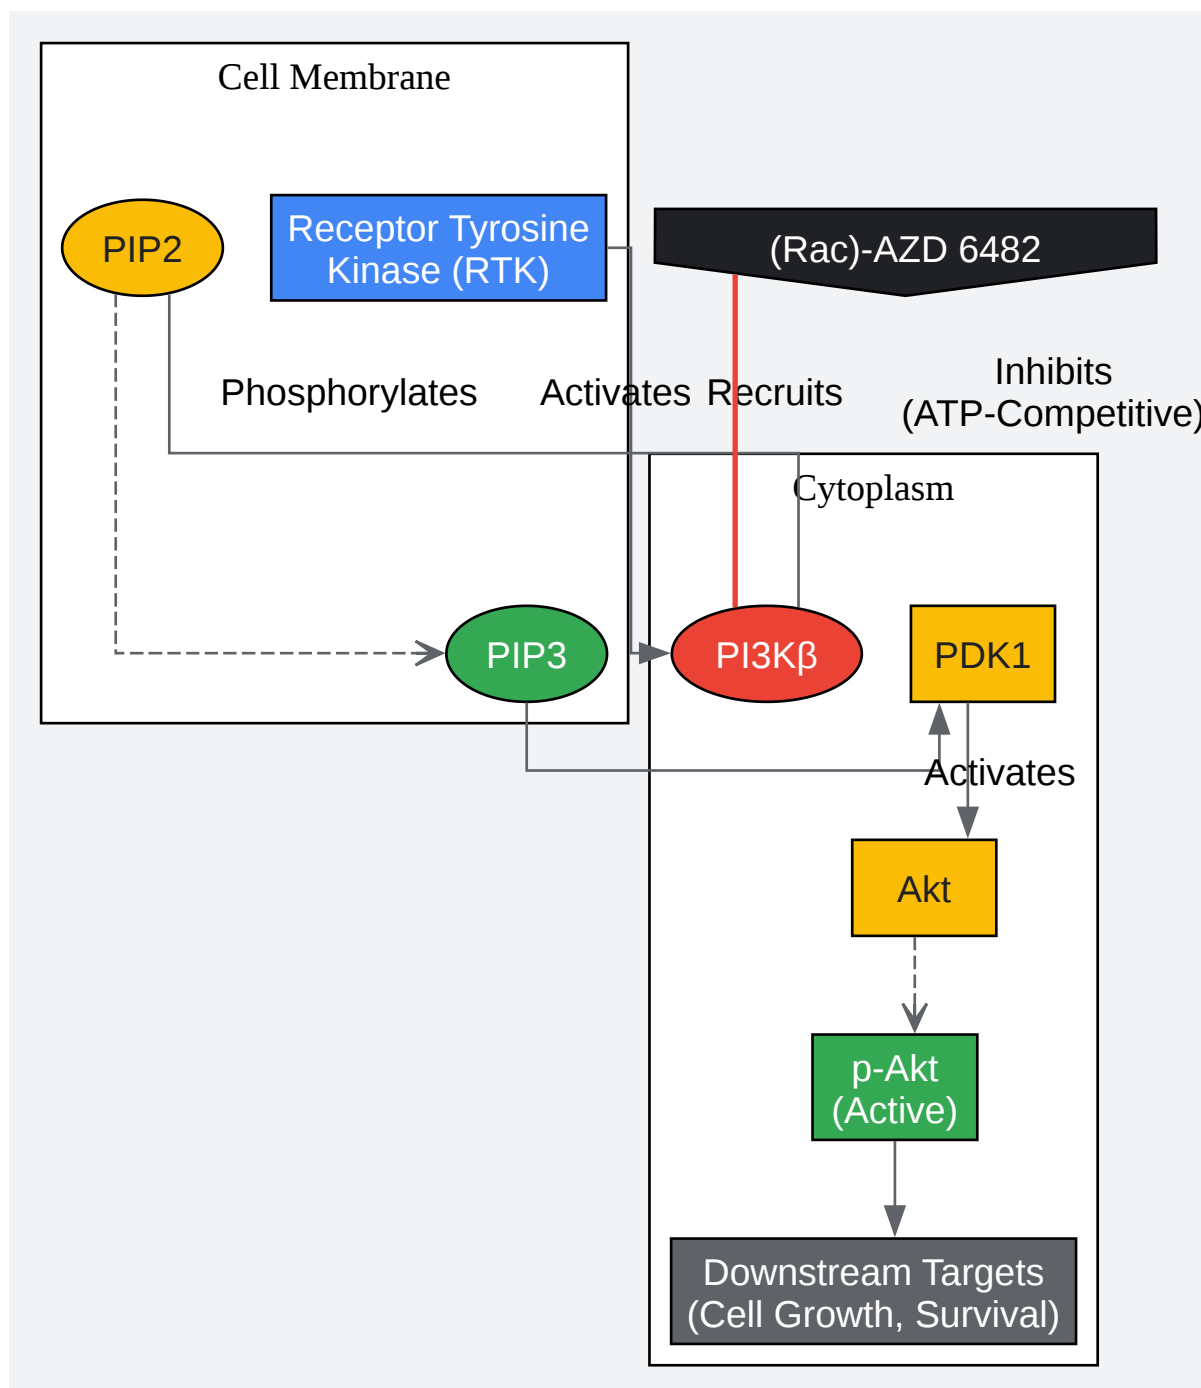 Cell Membrane
PIP2
Receptor Tyrosine
Kinase (RTK)
(Rac)-AZD 6482
Phosphorylates
Activates
Recruits
Inhibits
(ATP-Competitive)
Cytoplasm
PIP3
PI3Kβ
PDK1
Activates
Akt
p-Akt
(Active)
Downstream Targets
(Cell Growth, Survival)